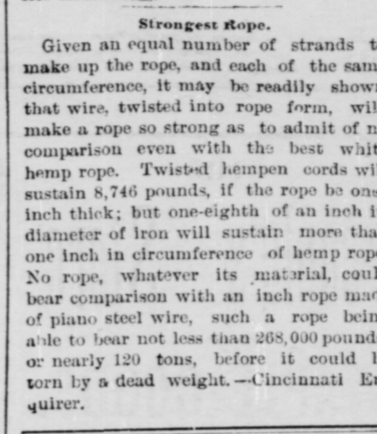 Strongest Rope.
Given an equal number of strands t
make up the rope, and each of the sam
circumference, it may be readily shown
that wire, twisted into rope form, wil
make a rope so strong as to admit of n
comparison even with the best whit
hemp rope. Twisted hempen cords wi
sustain 8,746 pounds, if the rope be one
inch thick; but one-eighth of an inch i
diameter of iron will sustain more tha
one inch in circumference of hemp rope
No rope, whatever its material, coul
bear comparison with an inch rope mad
of piano steel wire, such a rope bein
able to bear not less than 268,000 pound
or nearly 120 tons, before it could b
torn by a dead weight.—Cincinnati En
quirer.